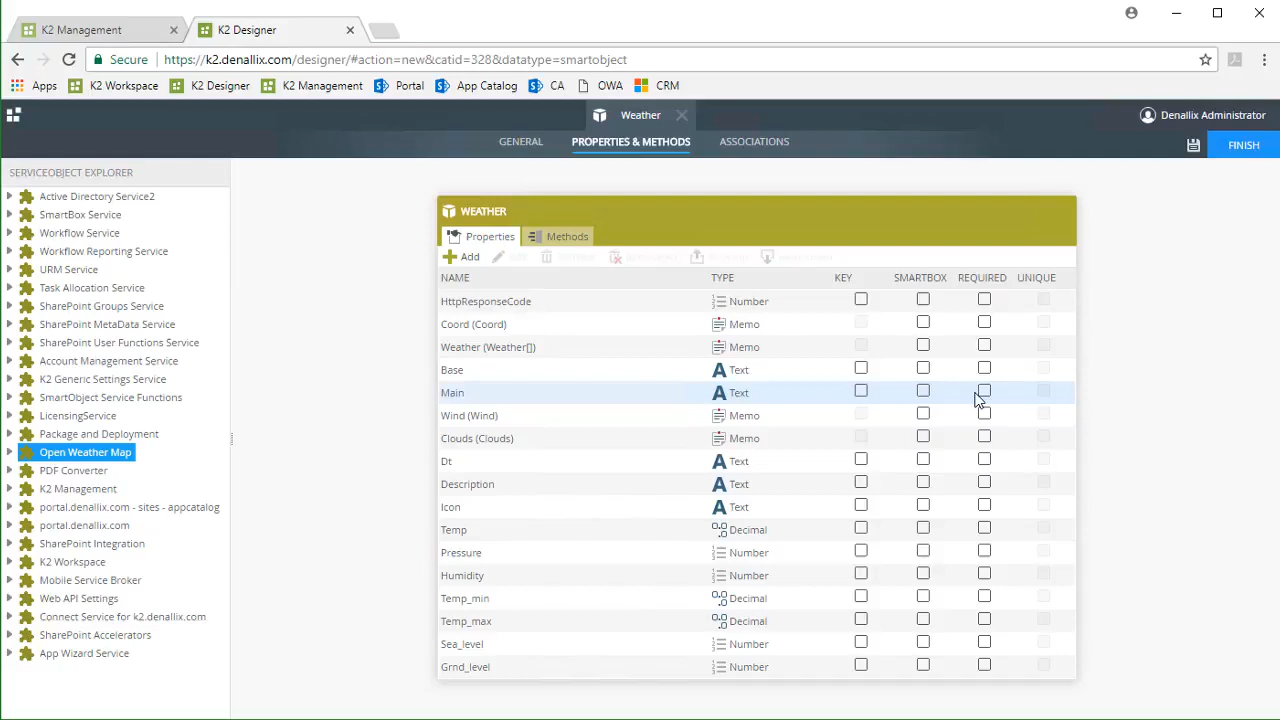 K2 Management
K2 Designer
Secure https://k2.denallix.com/designer/#action=new&catid=328&datatype=smartobject
Apps K2 Workspace K2 Designer K2 Management Portal App Catalog CA OWA CRM
Weather
Denallix Administrator
GENERAL PROPERTIES & METHODS ASSOCIATIONS
FINISH
SERVICEOBJECT EXPLORER
Active Directory Service2
SmartBox Service
Workflow Service
Workflow Reporting Service
URM Service
Task Allocation Service
SharePoint Groups Service
SharePoint MetaData Service
SharePoint User Functions Service
Account Management Service
K2 Generic Settings Service
SmartObject Service Functions
LicensingService
Package and Deployment
Open Weather Map
PDF Converter
K2 Management
portal.denallix.com - sites - appcatalog
portal.denallix.com
SharePoint Integration
K2 Workspace
Mobile Service Broker
Web API Settings
Connect Service for k2.denallix.com
SharePoint Accelerators
App Wizard Service
WEATHER
Properties Methods
Add
NAME TYPE KEY SMARTBOX REQUIRED UNIQUE
HttpResponseCode Number
Coord (Coord) Memo
Weather (Weather[]) Memo
Base Text
Main Text
Wind (Wind) Memo
Clouds (Clouds) Memo
Dt Text
Description Text
Icon Text
Temp Decimal
Pressure Number
Humidity Number
Temp_min Decimal
Temp_max Decimal
Sea_level Number
Grnd_level Number